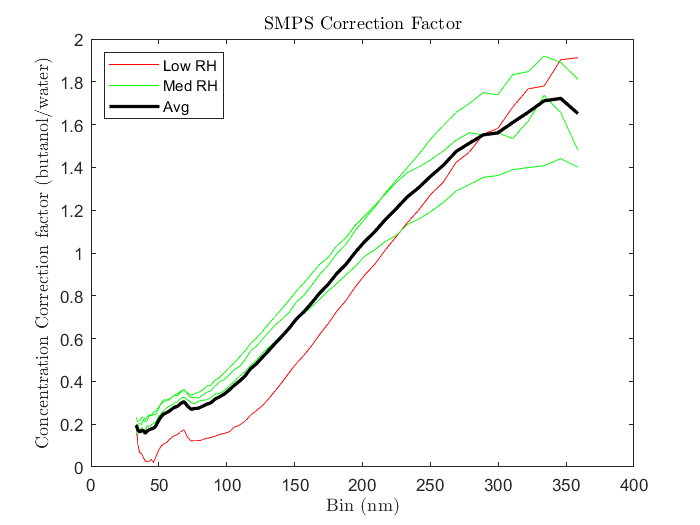 SMPS Correction Factor
Concentration Correction factor (butanol/water)
2
1.8
1.6
1.4
1.2
1
0.8
0.6
0.4
0.2
0
Low RH
Med RH
Avg
0 50 100 150 200 250 300 350 400
Bin (nm)